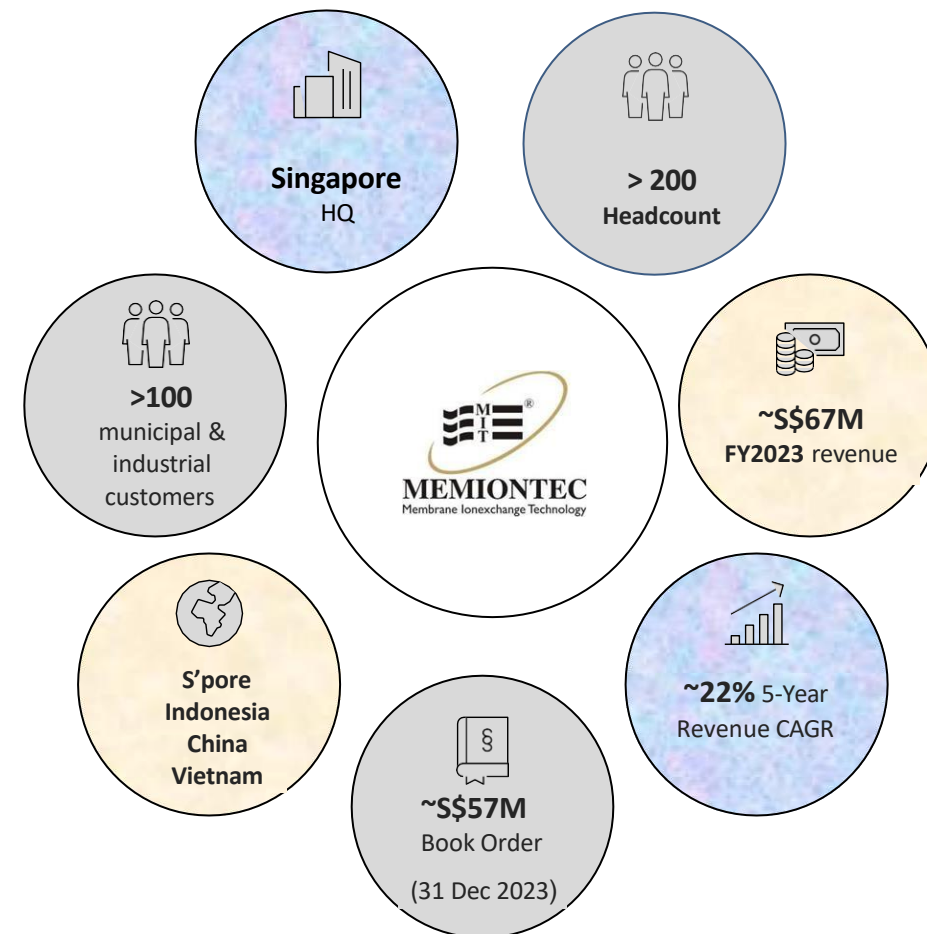 Singapore
HQ
> 200
Headcount
>100
municipal &
industrial
customers
M
I
T
®
MEMIONTEC
Membrane Ionexchange Technology
~S$67M
FY2023 revenue
S'pore
Indonesia
China
Vietnam
~22% 5-Year
Revenue CAGR
§
~S$57M
Book Order
(31 Dec 2023)